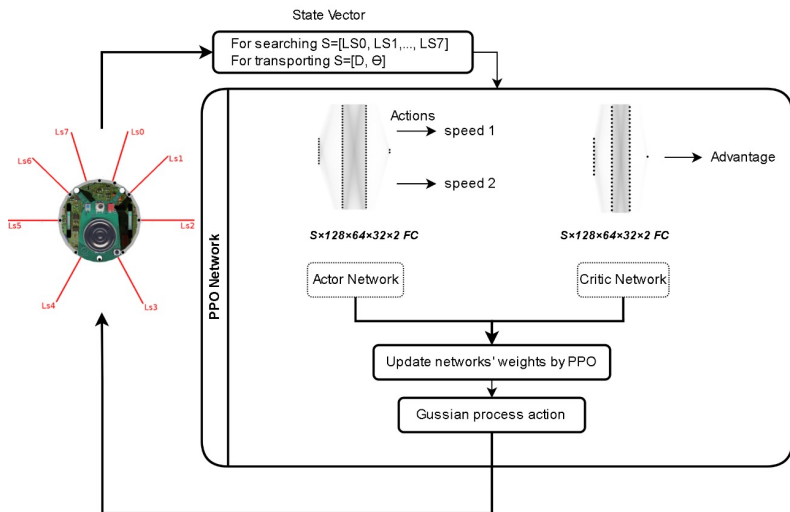 State Vector
For searching S=[LS0, LS1,..., LS7]
For transporting S=[D, Θ]
Ls7
Ls0
Ls6
Ls1
Ls5
Ls2
Ls4
Ls3
PPO Network
Actions
speed 1
speed 2
Advantage
S×128×64×32×2 FC
S×128×64×32×2 FC
Actor Network
Critic Network
Update networks' weights by PPO
Gussian process action